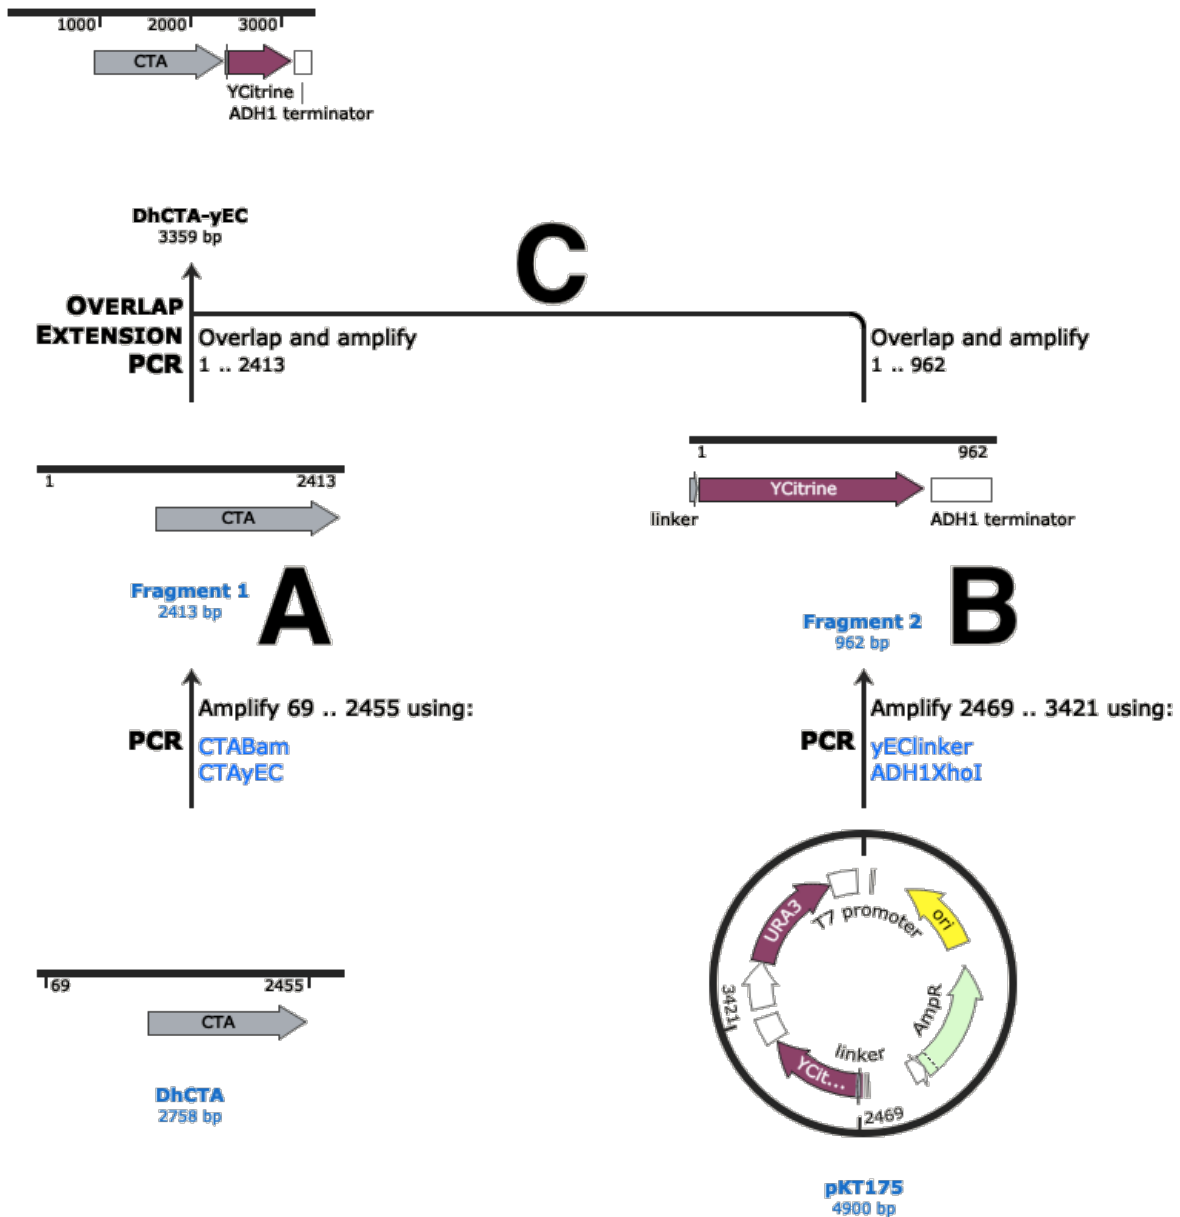 1000 2000 3000
CTA
YCitrine
ADH1 terminator
DhCTA-yEC
3359 bp
C
OVERLAP
EXTENSION
PCR
Overlap and amplify
1 .. 2413
Overlap and amplify
1 .. 962
1 2413
CTA
Fragment 1
2413 bp
A
1 962
YCitrine
linker
ADH1 terminator
Fragment 2
962 bp
B
PCR
Amplify 69 .. 2455 using:
CTABam
CTAyEC
PCR
Amplify 2469 .. 3421 using:
yEClinker
ADH1XhoI
69 2455
CTA
DhCTA
2758 bp
URA3
T7 promoter
ori
3421
AmpR
linker
YCit...
2469
pKT175
4900 bp